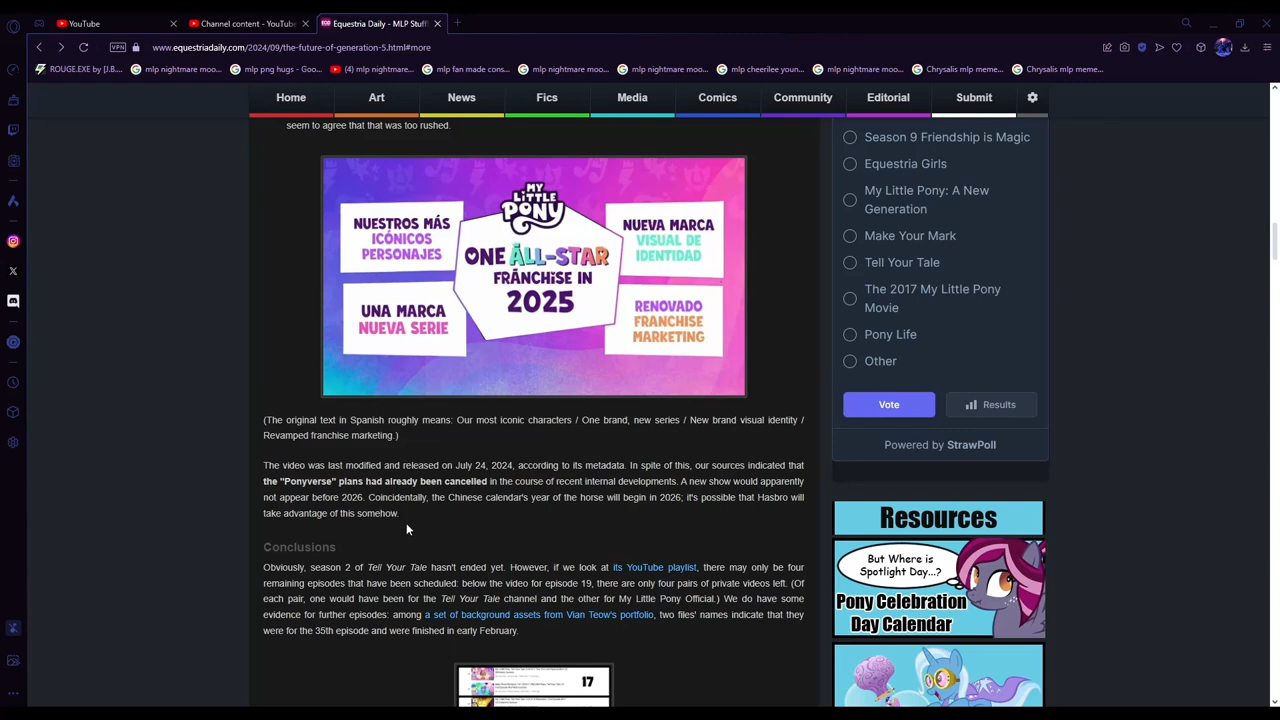 YouTube
Channel content - YouTub
Equestria Daily - MLP Stuff
VPN
www.equestriadaily.com/2024/09/the-future-of-generation-5.html#more
ROUGE.EXE by [J.B....
mlp nightmare moo...
mlp png hugs - Goo...
(4) mlp nightmare...
mlp fan made cons...
mlp nightmare moo...
mlp nightmare moo...
mlp cheerilee youn...
mlp nightmare moo...
Chrysalis mlp meme...
Chrysalis mlp meme...
Home
Art
News
Fics
Media
Comics
Community
Editorial
Submit
seem to agree that that was too rushed.
NUESTROS MÁS
ICÓNICOS
PERSONAJES
MY
LITTLE
PONY
ONE ALL-STAR
FRANCHISE IN
2025
NUEVA MARCA
VISUAL DE
IDENTIDAD
UNA MARCA
NUEVA SERIE
RENOVADO
FRANCHISE
MARKETING
(The original text in Spanish roughly means: Our most iconic characters / One brand, new series / New brand visual identity /
Revamped franchise marketing.)
The video was last modified and released on July 24, 2024, according to its metadata. In spite of this, our sources indicated that
the "Ponyverse" plans had already been cancelled in the course of recent internal developments. A new show would apparently
not appear before 2026. Coincidentally, the Chinese calendar's year of the horse will begin in 2026; it's possible that Hasbro will
take advantage of this somehow.
Conclusions
Obviously, season 2 of Tell Your Tale hasn't ended yet. However, if we look at its YouTube playlist, there may only be four
remaining episodes that have been scheduled: below the video for episode 19, there are only four pairs of private videos left. (Of
each pair, one would have been for the Tell Your Tale channel and the other for My Little Pony Official.) We do have some
evidence for further episodes: among a set of background assets from Vian Teow's portfolio, two files' names indicate that they
were for the 35th episode and were finished in early February.
17
Season 9 Friendship is Magic
Equestria Girls
My Little Pony: A New
Generation
Make Your Mark
Tell Your Tale
The 2017 My Little Pony
Movie
Pony Life
Other
Vote
Results
Powered by StrawPoll
Resources
But Where is
Spotlight Day...?
Pony Celebration
Day Calendar